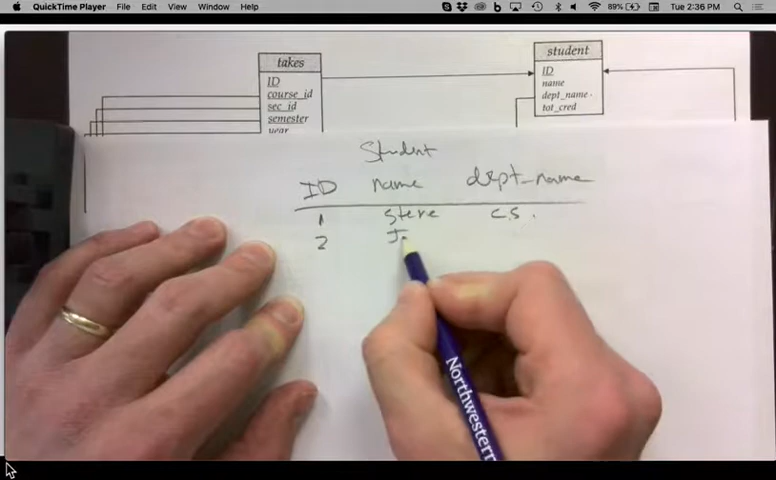 QuickTime Player File Edit View Window Help 89% Tue 2:36 PM
takes
ID
course_id
sec_id
semester
year
student
ID
name
dept_name
tot_cred
Student
ID name dept_name
1 Steve CS.
2 J
Northwestern